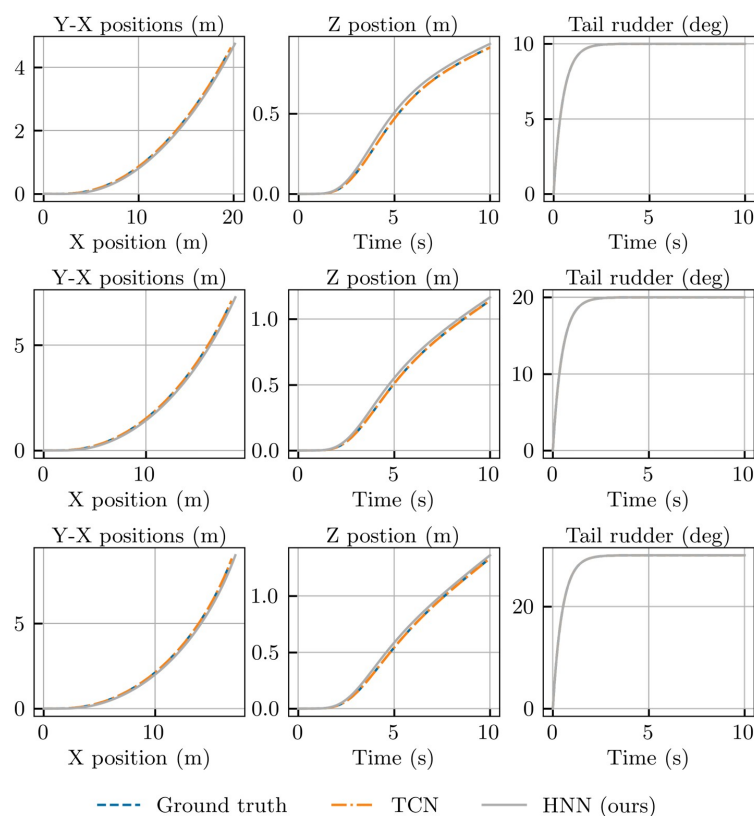 Y-X positions (m)
Z postion (m)
Tail rudder (deg)
4
2
0
0.5
0.0
10
5
0
0
10
20
0
5
10
0
5
10
X position (m)
Time (s)
Time (s)
Y-X positions (m)
Z postion (m)
Tail rudder (deg)
5
0
1.0
0.5
0.0
20
10
0
0
10
0
5
10
0
5
10
X position (m)
Time (s)
Time (s)
Y-X positions (m)
Z postion (m)
Tail rudder (deg)
5
0
1.0
0.5
0.0
20
0
0
10
0
5
10
0
5
10
X position (m)
Time (s)
Time (s)
Ground truth
TCN
HNN (ours)